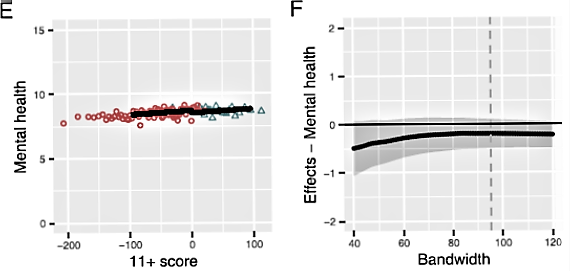 E
15
10
5
0
Mental health
−200 −100 0 100
11+ score
F
2
1
0
−1
−2
Effects − Mental health
40 60 80 100 120
Bandwidth